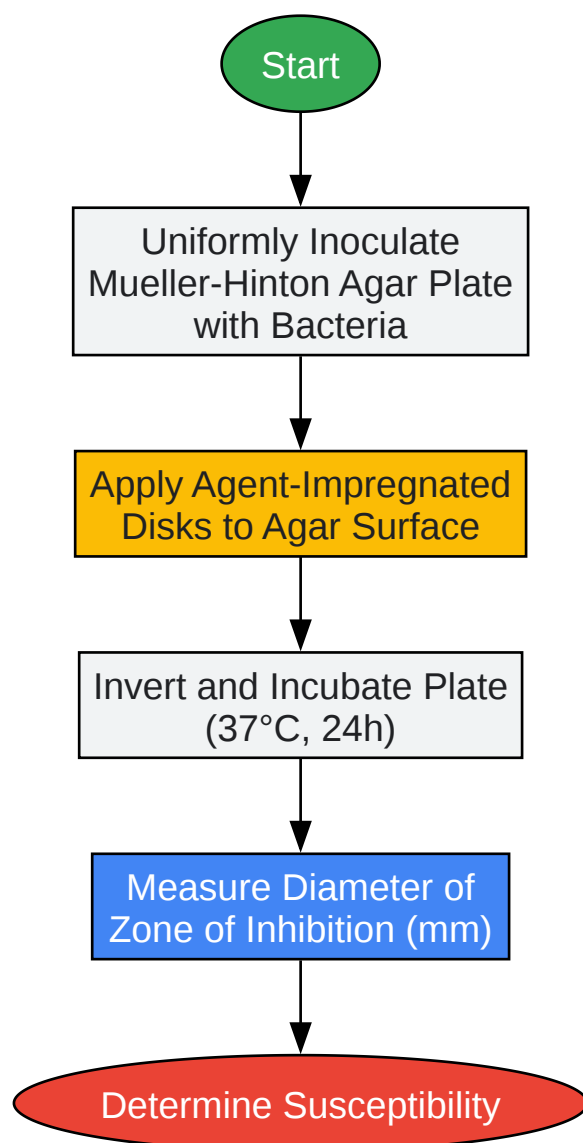 Start
Uniformly Inoculate
Mueller-Hinton Agar Plate
with Bacteria
Apply Agent-Impregnated
Disks to Agar Surface
Invert and Incubate Plate
(37°C, 24h)
Measure Diameter of
Zone of Inhibition (mm)
Determine Susceptibility